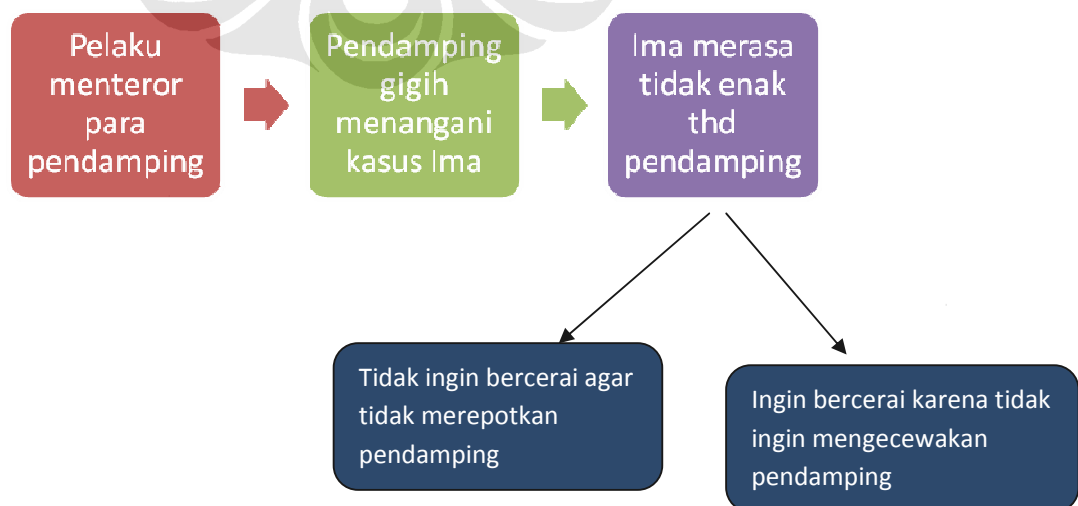 Pelaku
menteror
para
pendamping
Pendamping
gigih
menangani
kasus Ima
Ima merasa
tidak enak
thd
pendamping
Tidak ingin bercerai agar
tidak merepotkan
pendamping
Ingin bercerai karena tidak
ingin mengecewakan
pendamping